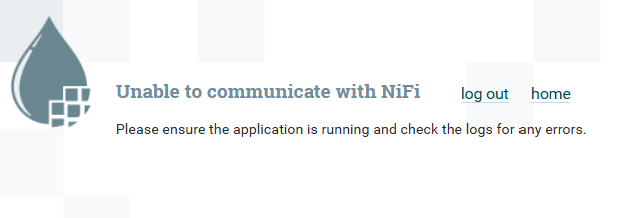 Unable to communicate with NiFi log out home
Please ensure the application is running and check the logs for any errors.